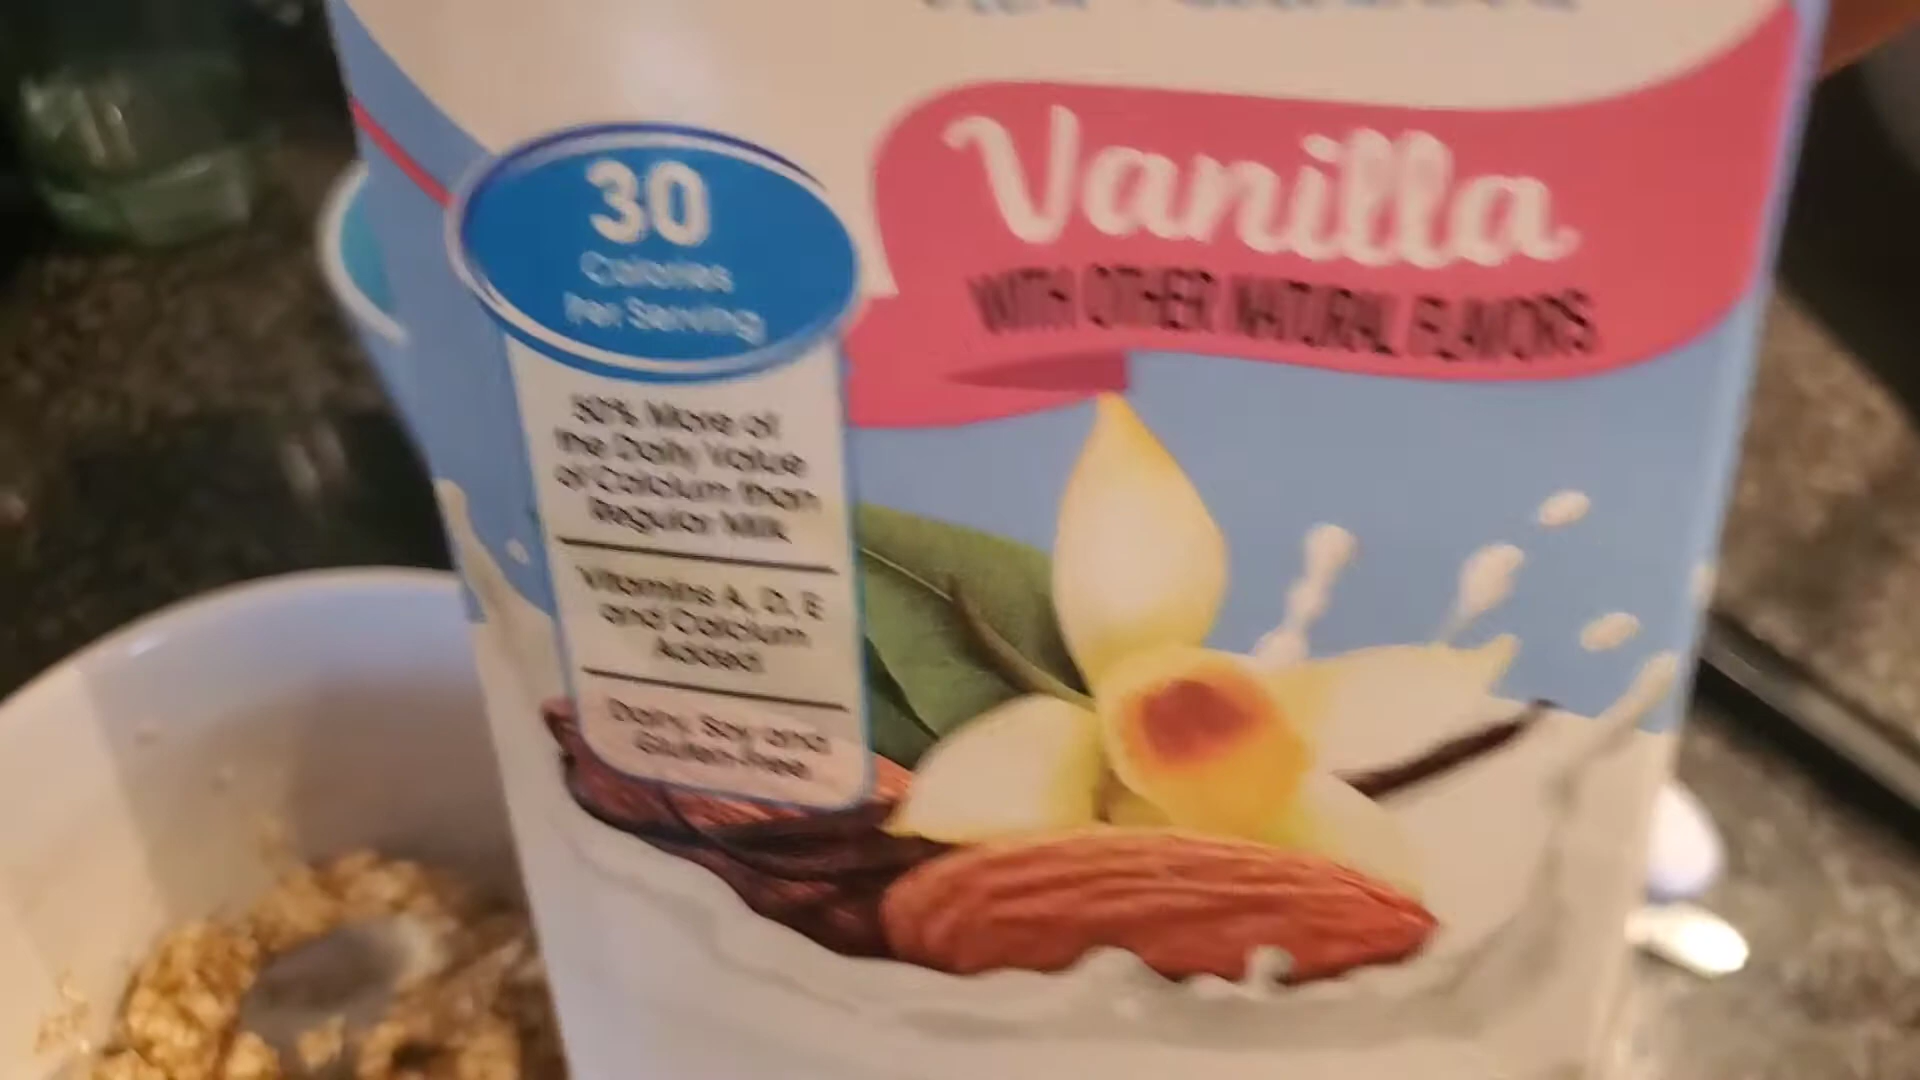 Vanilla
WITH OTHER NATURAL FLAVORS
30
Calories
Per Serving
50% More of
the Daily Value
of Calcium than
Regular Milk
Vitamins A, D, E
and Calcium
Added
Dairy, Soy and
Gluten-free